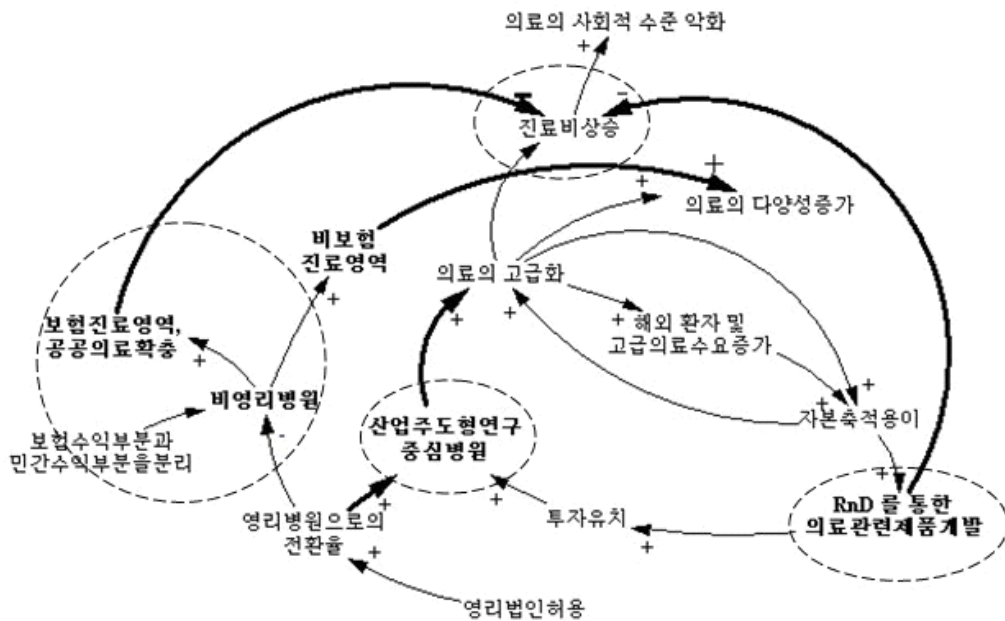 의료의 사회적 수준 악화
+
- -
진료비상승
+
+
의료의 다양성증가
비보험
진료영역
의료의 고급화
+
+ +
보험진료영역,
공공의료확충
+ 해외 환자 및
고급의료수요증가
+
비영리병원
+
+
자본축적용이
보험수익부분과
민간수익부분을분리
-
산업주도형연구
중심병원
+ +
+ +
RnD 를 통한
의료관련제품개발
영리병원으로의
전환율
투자유치
+
+
영리법인허용